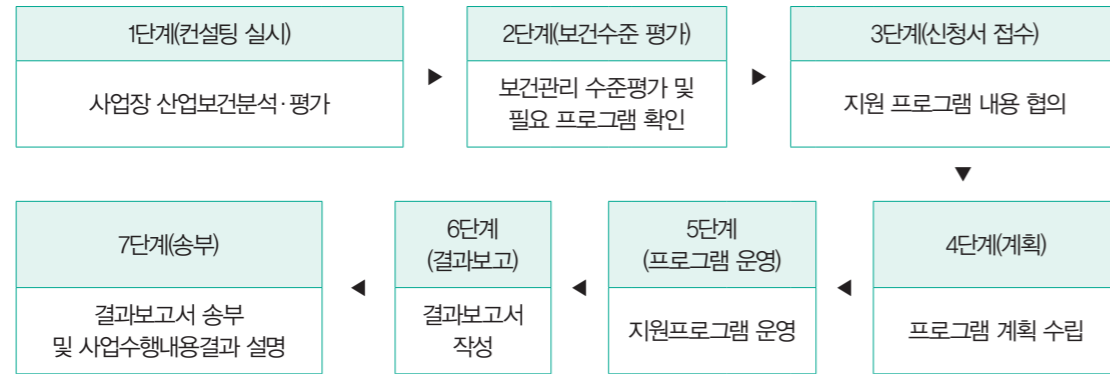 1단계(컨설팅 실시)
사업장 산업보건분석·평가
▶
2단계(보건수준 평가)
보건관리 수준평가 및
필요 프로그램 확인
▶
3단계(신청서 접수)
지원 프로그램 내용 협의
▼
4단계(계획)
프로그램 계획 수립
◀
5단계
(프로그램 운영)
지원프로그램 운영
◀
6단계
(결과보고)
결과보고서
작성
◀
7단계(송부)
결과보고서 송부
및 사업수행내용결과 설명